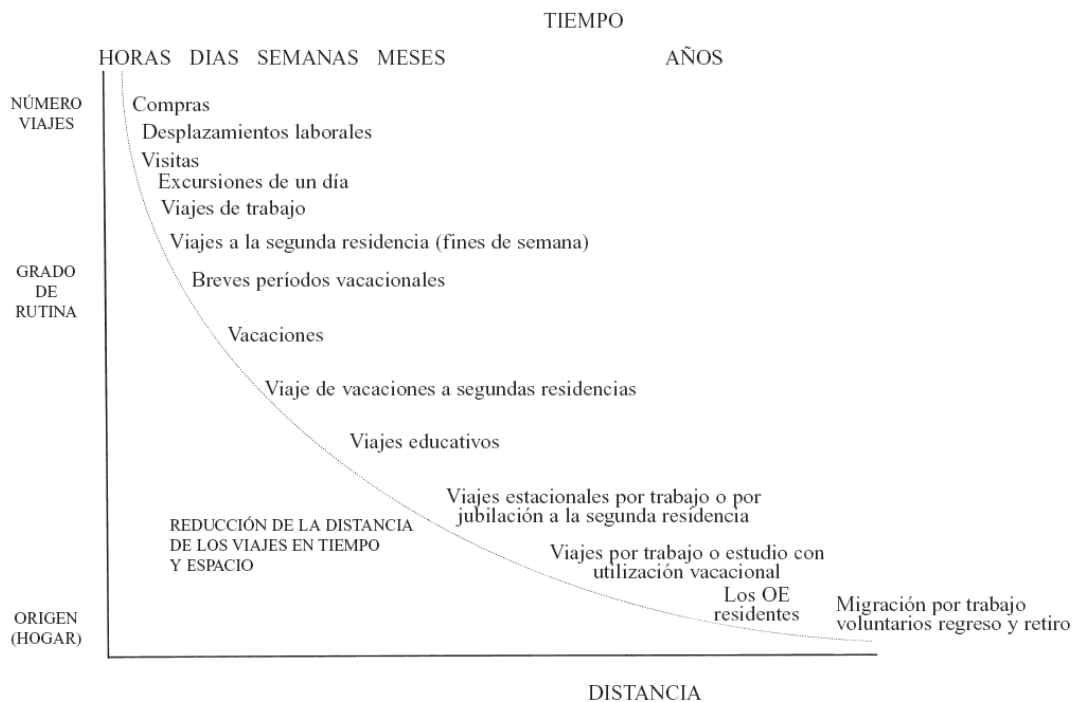 TIEMPO
HORAS DIAS SEMANAS MESES AÑOS
NÚMERO
VIAJES
Compras
Desplazamientos laborales
Visitas
Excursiones de un día
Viajes de trabajo
Viajes a la segunda residencia (fines de semana)
GRADO
DE
RUTINA
Breves períodos vacacionales
Vacaciones
Viaje de vacaciones a segundas residencias
Viajes educativos
Viajes estacionales por trabajo o por
jubilación a la segunda residencia
REDUCCIÓN DE LA DISTANCIA
DE LOS VIAJES EN TIEMPO
Y ESPACIO
Viajes por trabajo o estudio con
utilización vacacional
Los OE
residentes
Migración por trabajo
voluntarios regreso y retiro
ORIGEN
(HOGAR)
DISTANCIA